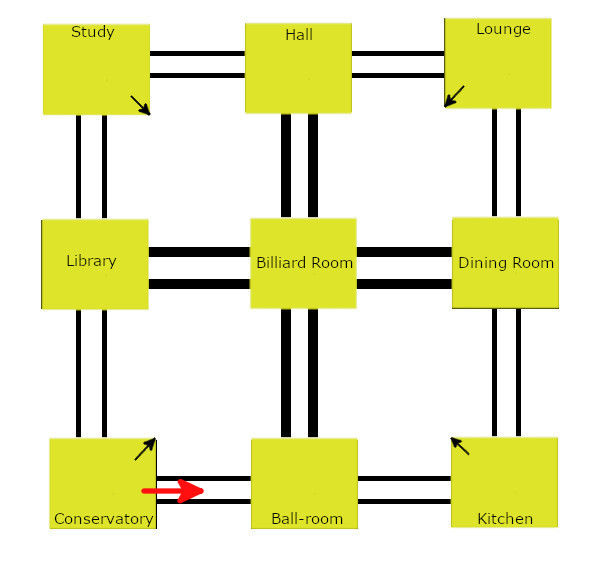 Study
Hall
Lounge
Library
Billiard Room
Dining Room
Conservatory
Ball-room
Kitchen